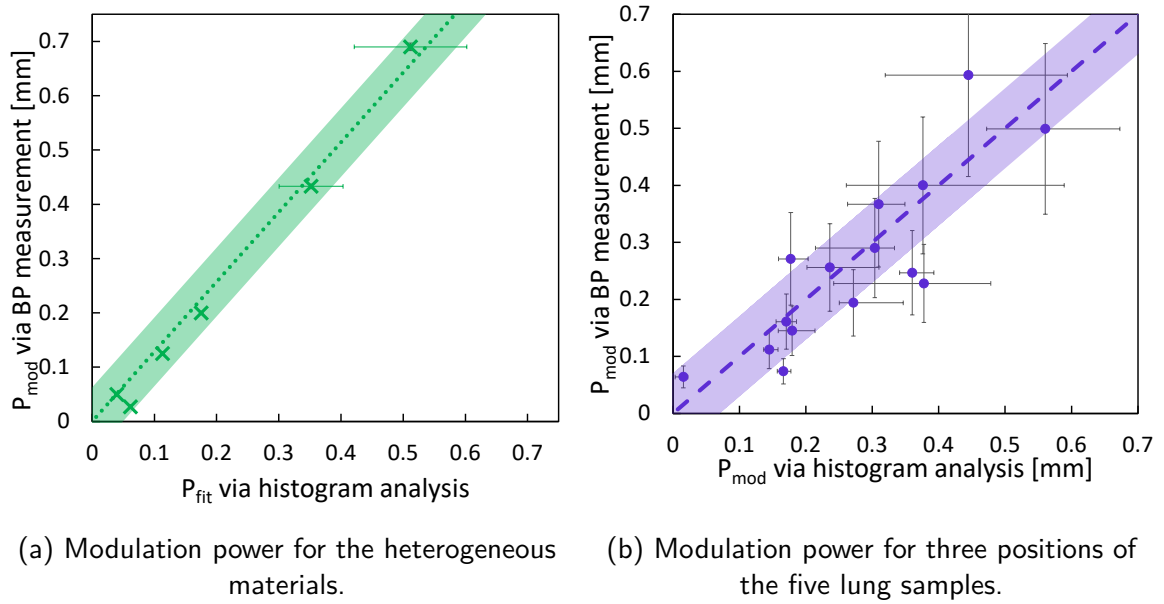 P_mod via BP measurement [mm]
0.7
0.6
0.5
0.4
0.3
0.2
0.1
0
0 0.1 0.2 0.3 0.4 0.5 0.6 0.7
P_fit via histogram analysis
(a) Modulation power for the heterogeneous
materials.
P_mod via BP measurement [mm]
0.7
0.6
0.5
0.4
0.3
0.2
0.1
0
0 0.1 0.2 0.3 0.4 0.5 0.6 0.7
P_mod via histogram analysis [mm]
(b) Modulation power for three positions of
the five lung samples.